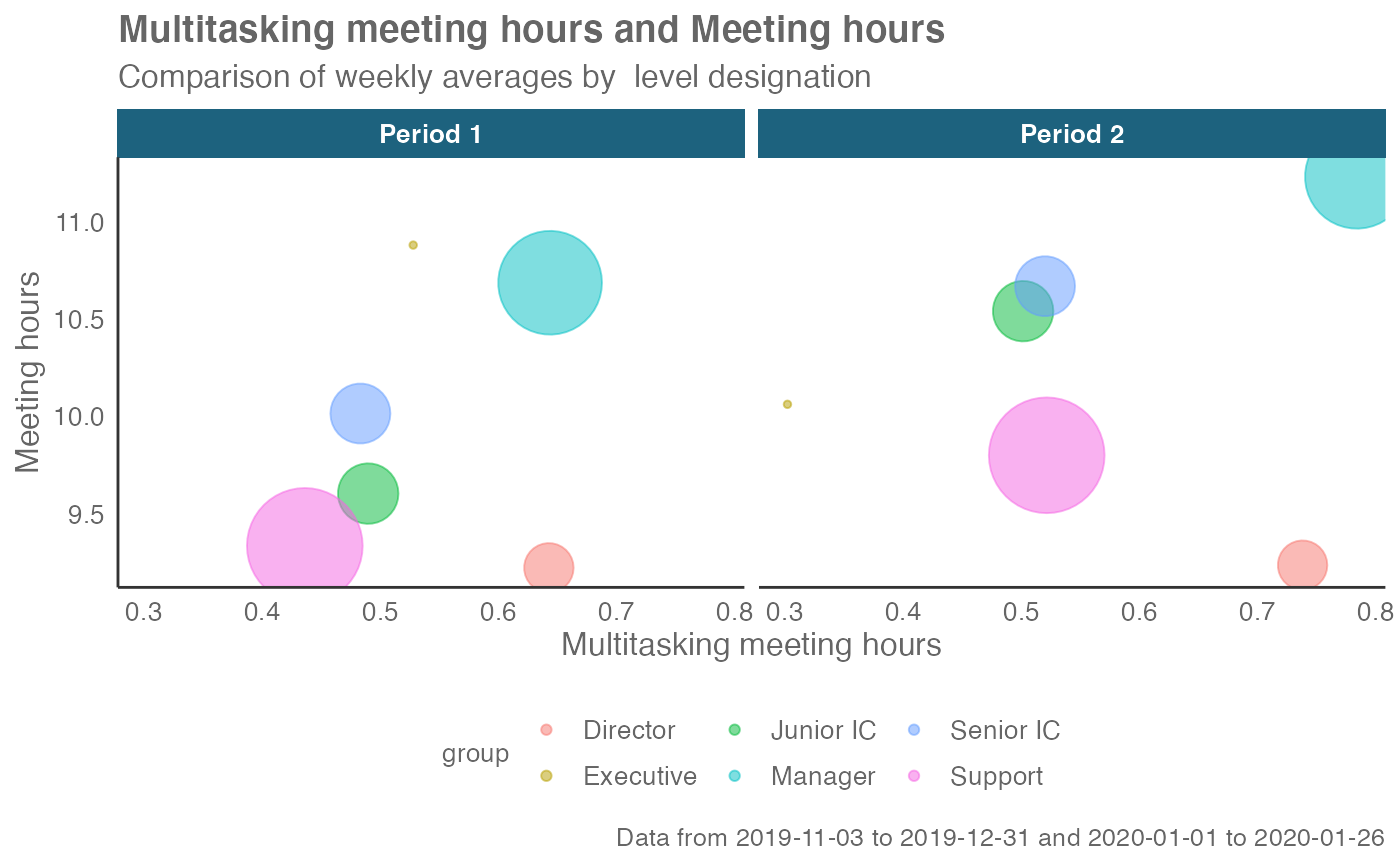 Multitasking meeting hours and Meeting hours
Comparison of weekly averages by  level designation
Period 1
Period 2
Meeting hours
11.0
10.5
10.0
9.5
0.3 0.4 0.5 0.6 0.7 0.8
0.3 0.4 0.5 0.6 0.7 0.8
Multitasking meeting hours
group
Director Junior IC Senior IC
Executive Manager Support
Data from 2019-11-03 to 2019-12-31 and 2020-01-01 to 2020-01-26